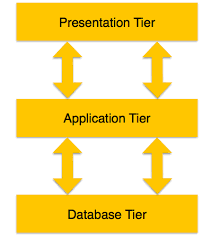 Presentation Tier
Application Tier
Database Tier